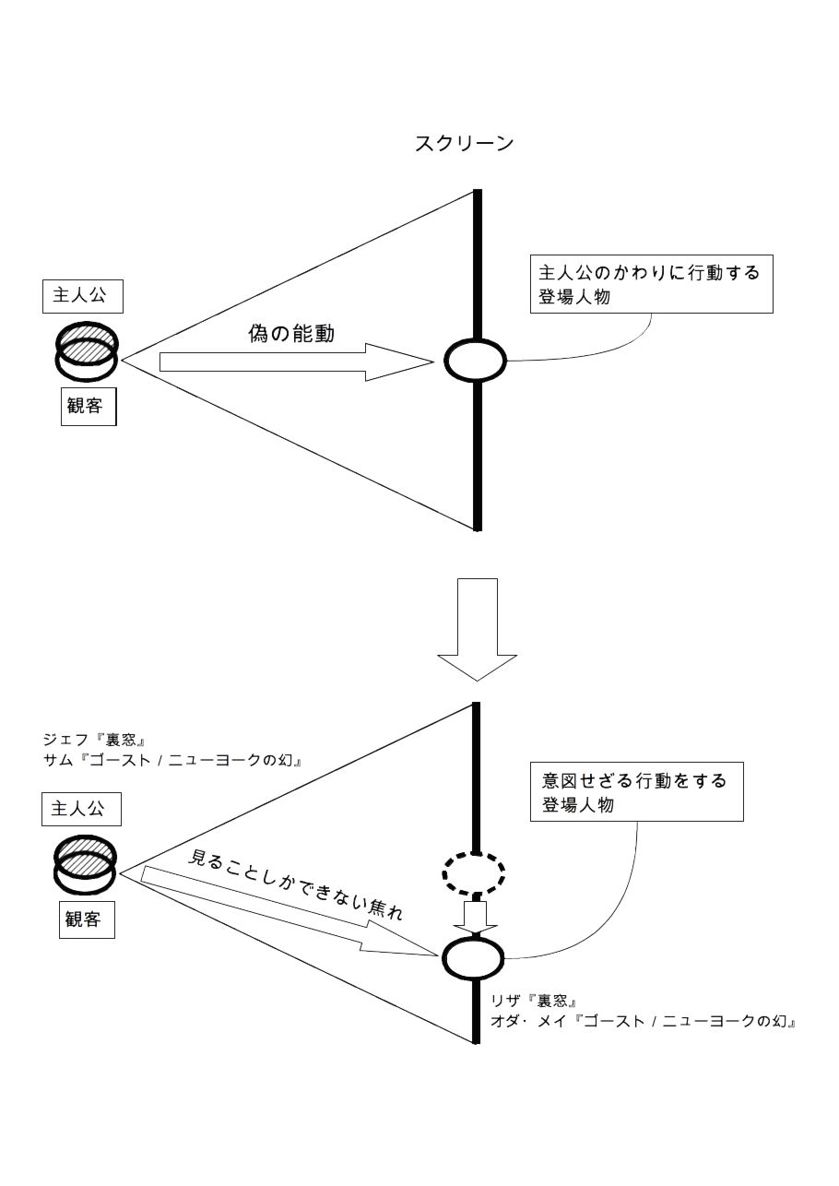 スクリーン
主人公のかわりに行動する
登場人物
主人公
偽の能動
観客
ジェフ『裏窓』
サム『ゴースト / ニューヨークの幻』
意図せざる行動をする
登場人物
主人公
見ることしかできない焦れ
観客
リザ『裏窓』
オダ・メイ『ゴースト / ニューヨークの幻』